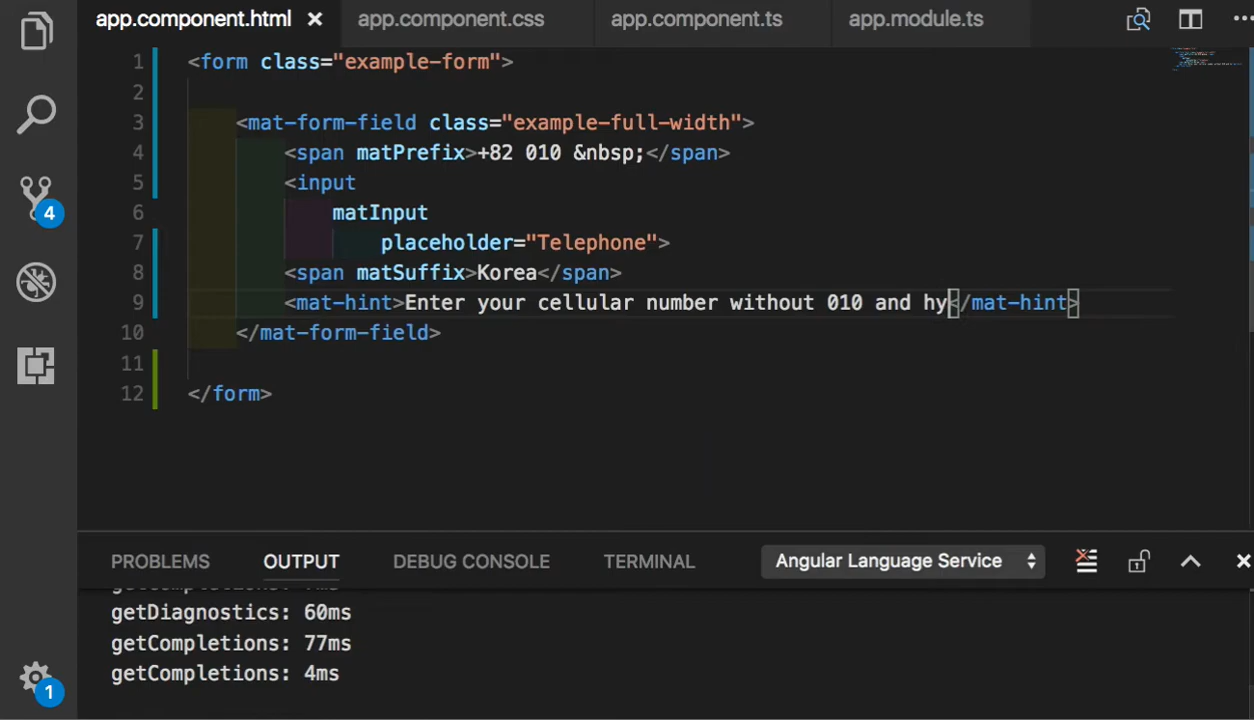 app.component.html
app.component.css
app.component.ts
app.module.ts
1 <form class="example-form">
2
3 <mat-form-field class="example-full-width">
4 <span matPrefix>+82 010 &nbsp;</span>
5 <input
6 matInput
7 placeholder="Telephone">
8 <span matSuffix>Korea</span>
9 <mat-hint>Enter your cellular number without 010 and hy</mat-hint>
10 </mat-form-field>
11
12 </form>
4
1
PROBLEMS
OUTPUT
DEBUG CONSOLE
TERMINAL
Angular Language Service
getDiagnostics: 60ms
getCompletions: 77ms
getCompletions: 4ms